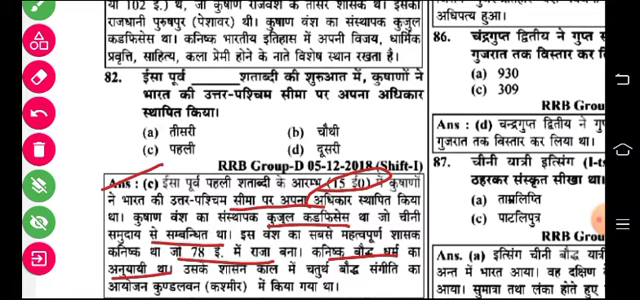 या 102 ई.) थे, जो कुषाण राजवंश के तीसरे शासक थे। इसकी
राजधानी पुरुषपुर (पेशावर) थी। कुषाण वंश का संस्थापक कुजुल
कडफिसेस था। कनिष्क भारतीय इतिहास में अपनी विजय, धार्मिक
प्रवृत्ति, साहित्य, कला प्रेमी होने के नाते विशेष स्थान रखता है।
82. ईसा पूर्व ______ शताब्दी की शुरुआत में, कुषाणों ने
भारत की उत्तर-पश्चिम सीमा पर अपना अधिकार
स्थापित किया।
(a) तीसरी (b) चौथी
(c) पहली (d) दूसरी
RRB Group-D 05-12-2018 (Shift-I)
Ans : (c) ईसा पूर्व पहली शताब्दी के आरम्भ (15 ई0) में कुषाणों
ने भारत की उत्तर-पश्चिम सीमा पर अपना अधिकार स्थापित किया
था। कुषाण वंश का संस्थापक कुजुल कडफिसेस था जो चीनी
समुदाय से सम्बन्धित था। इस वंश का सबसे महत्वपूर्ण शासक
कनिष्क था जो 78 ई. में राजा बना। कनिष्क बौद्ध धर्म का
अनुयायी था। उसके शासन काल में चतुर्थ बौद्ध संगीति का
आयोजन कुण्डलवन (कश्मीर) में किया गया था।
आधिपत्य हुआ।
86. चंद्रगुप्त द्वितीय ने गुप्त
गुजरात तक विस्तार कर
(a) 930
(c) 309
RRB Grou
Ans : (d) चन्द्रगुप्त द्वितीय ने
गुजरात तक विस्तार कर लिया था।
87. चीनी यात्री इत्सिंग (I-ts
ठहरकर संस्कृत सीखा था।
(a) ताम्रलिप्ति
(c) पाटलिपुत्र
RRB Grou
Ans. (a) इत्सिंग चीनी बौद्ध
अन्त में भारत आया। वह दक्षिण
आया। सुमात्रा तथा लंका होते हुए